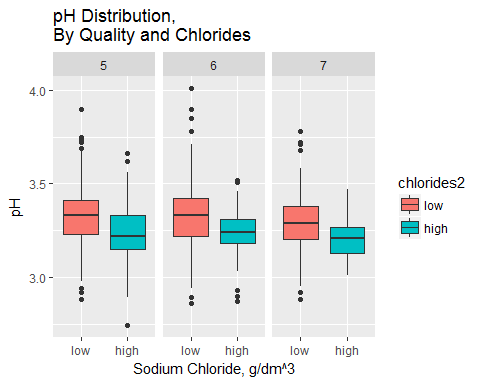 pH Distribution,
By Quality and Chlorides
5 6 7
4.0
3.5
3.0
pH
low high low high low high
Sodium Chloride, g/dm^3
chlorides2
low
high